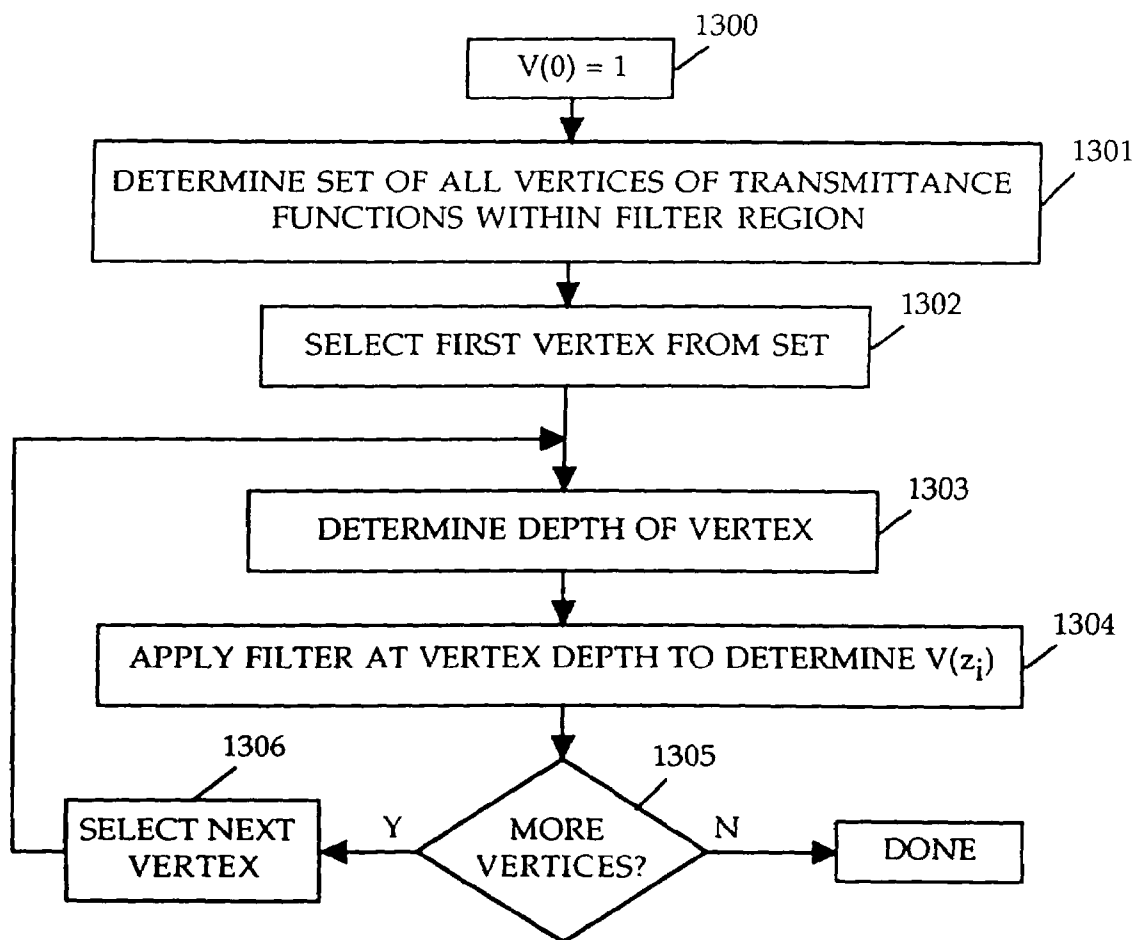 1300
V(0) = 1
1301
DETERMINE SET OF ALL VERTICES OF TRANSMITTANCE
FUNCTIONS WITHIN FILTER REGION
1302
SELECT FIRST VERTEX FROM SET
1303
DETERMINE DEPTH OF VERTEX
1304
APPLY FILTER AT VERTEX DEPTH TO DETERMINE V(zi)
1306
1305
SELECT NEXT
VERTEX
Y
MORE
VERTICES?
N
DONE